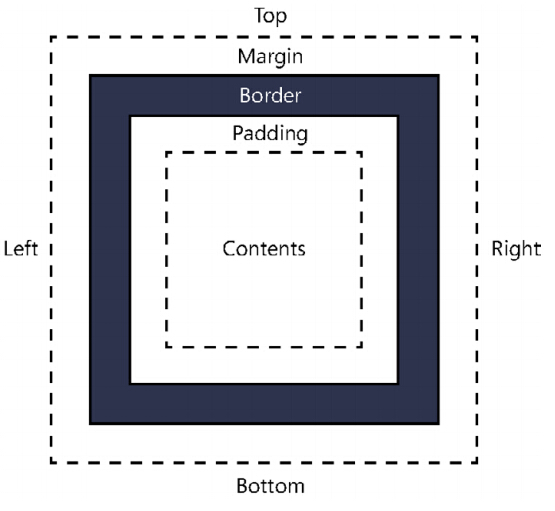 Top
Margin
Border
Padding
Left
Contents
Right
Bottom